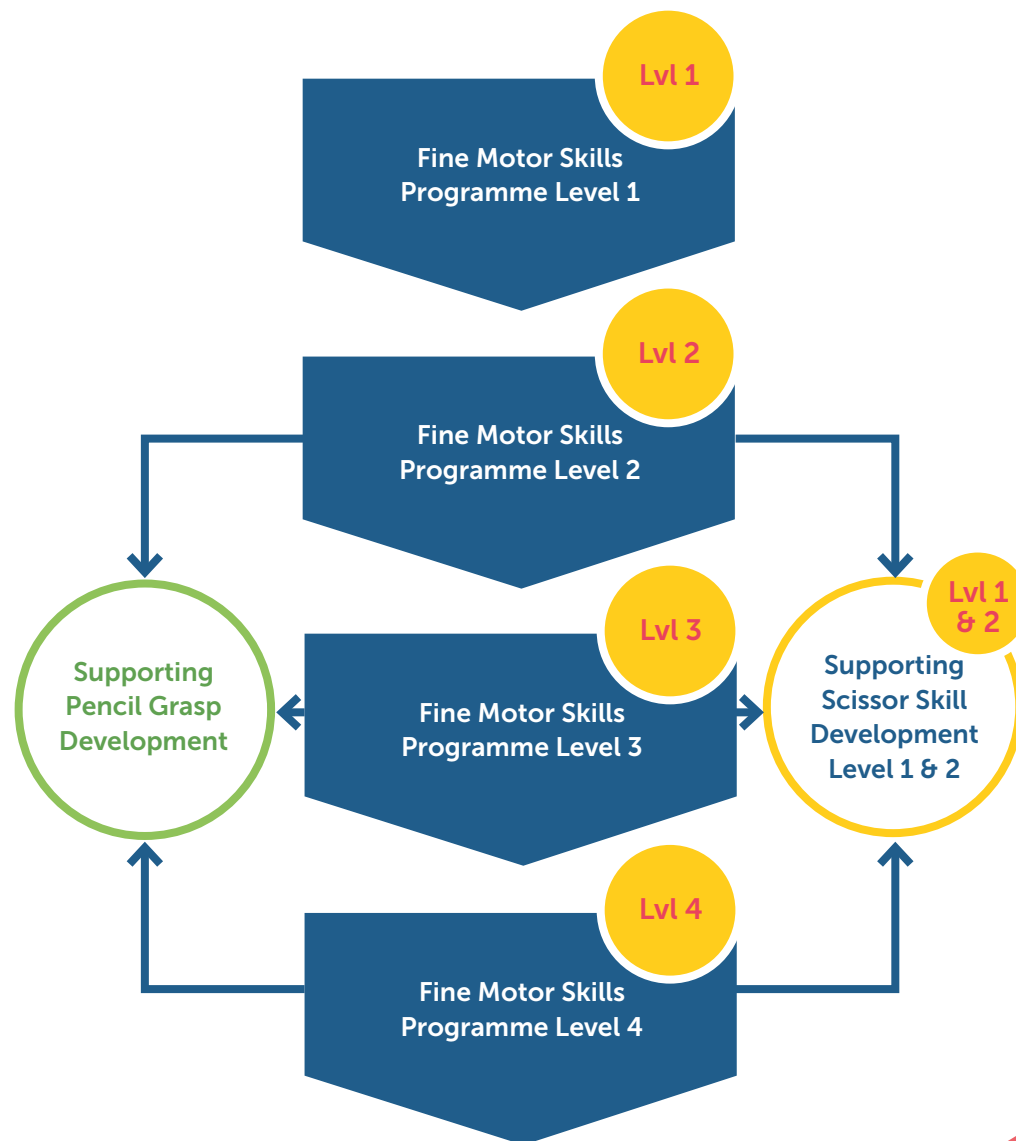 Lvl 1
Fine Motor Skills
Programme Level 1
Lvl 2
Fine Motor Skills
Programme Level 2
Lvl 3
Fine Motor Skills
Programme Level 3
Supporting
Pencil Grasp
Development
Lvl 1
& 2
Supporting
Scissor Skill
Development
Level 1 & 2
Lvl 4
Fine Motor Skills
Programme Level 4